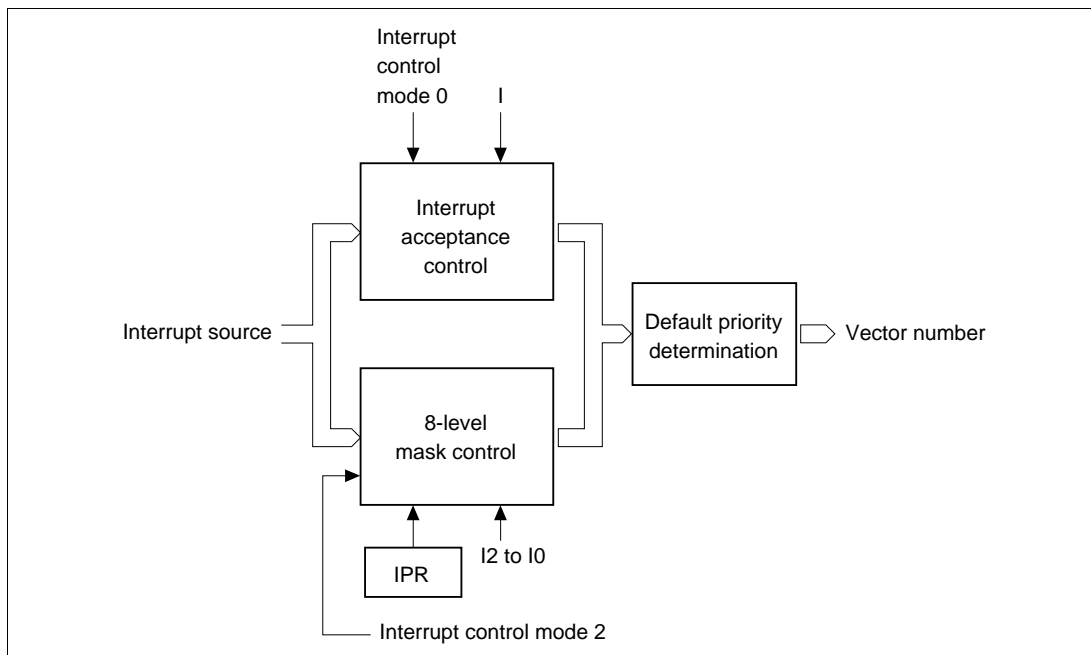 Interrupt
control
mode 0
I
Interrupt
acceptance
control
Interrupt source
Default priority
determination
Vector number
8-level
mask control
IPR
I2 to I0
Interrupt control mode 2